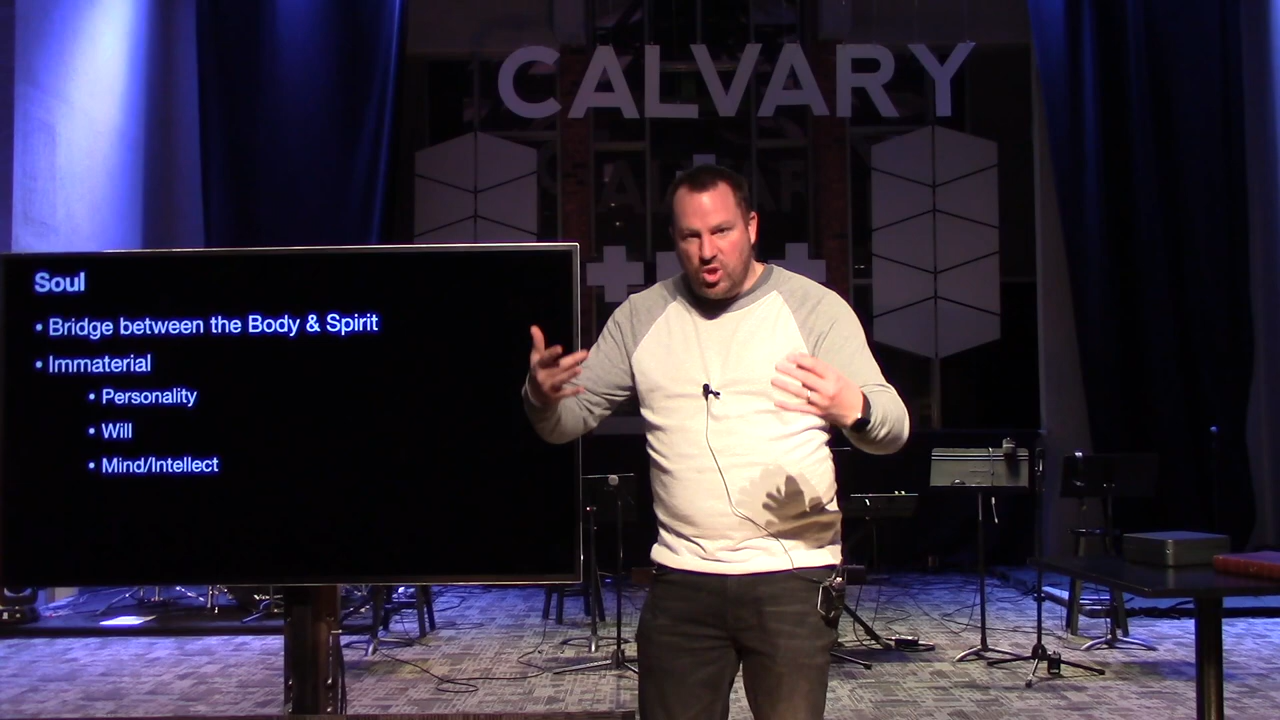 CALVARY
Soul
• Bridge between the Body & Spirit
• Immaterial
• Personality
• Will
• Mind/Intellect